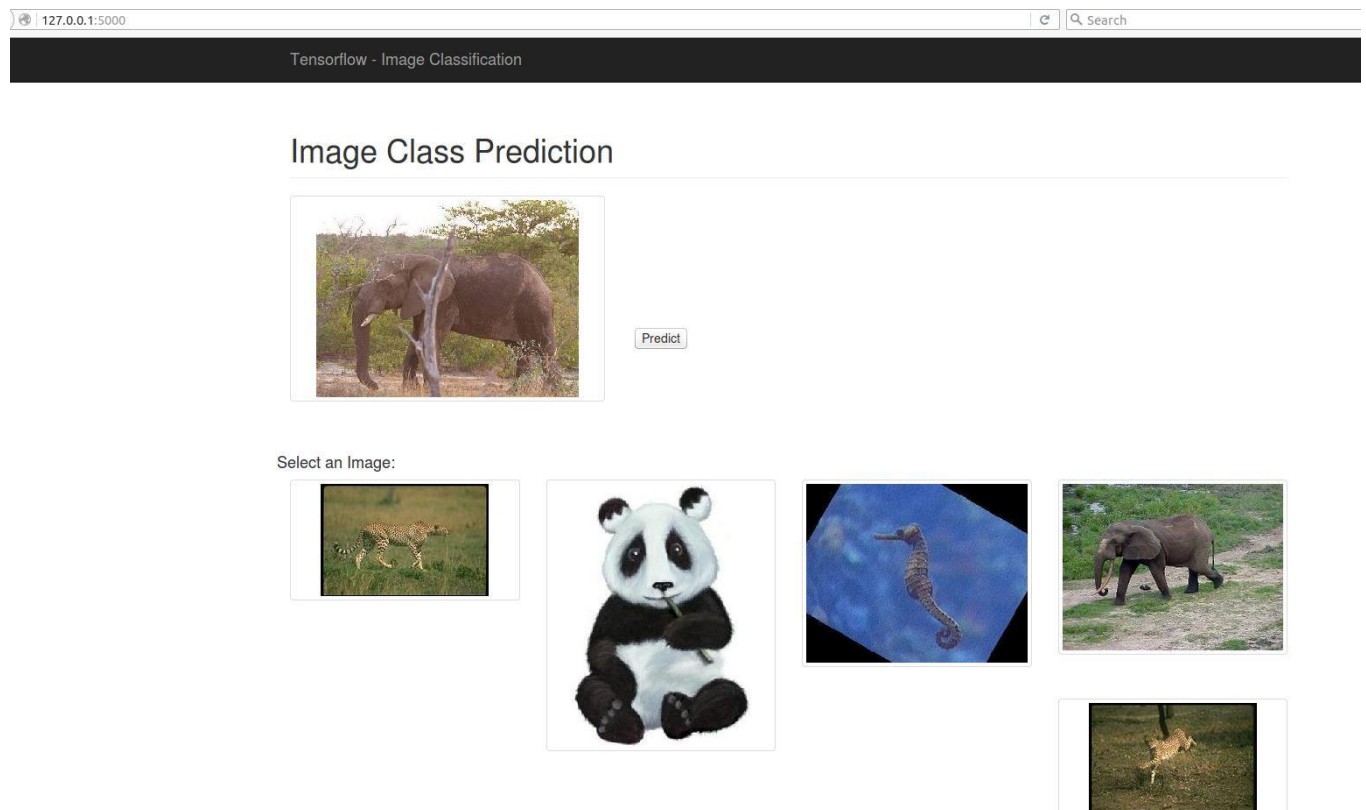 127.0.0.1:5000
Search
Tensorflow - Image Classification
Image Class Prediction
Predict
Select an Image: